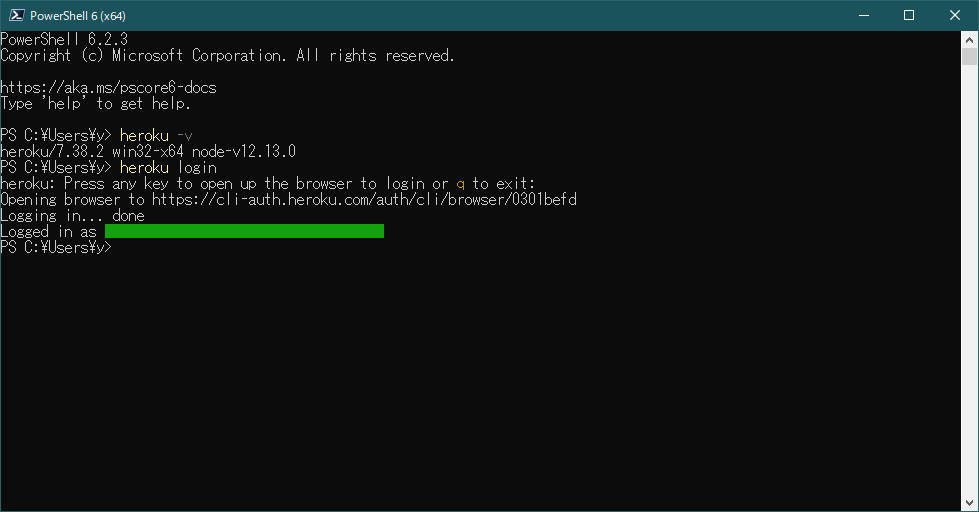 PowerShell 6 (x64)
PowerShell 6.2.3
Copyright (c) Microsoft Corporation. All rights reserved.
https://aka.ms/pscore6-docs
Type 'help' to get help.
PS C:¥Users¥y> heroku -v
heroku/7.38.2 win32-x64 node-v12.13.0
PS C:¥Users¥y> heroku login
heroku: Press any key to open up the browser to login or q to exit:
Opening browser to https://cli-auth.heroku.com/auth/cli/browser/0301befd
Logging in... done
Logged in as
PS C:¥Users¥y>